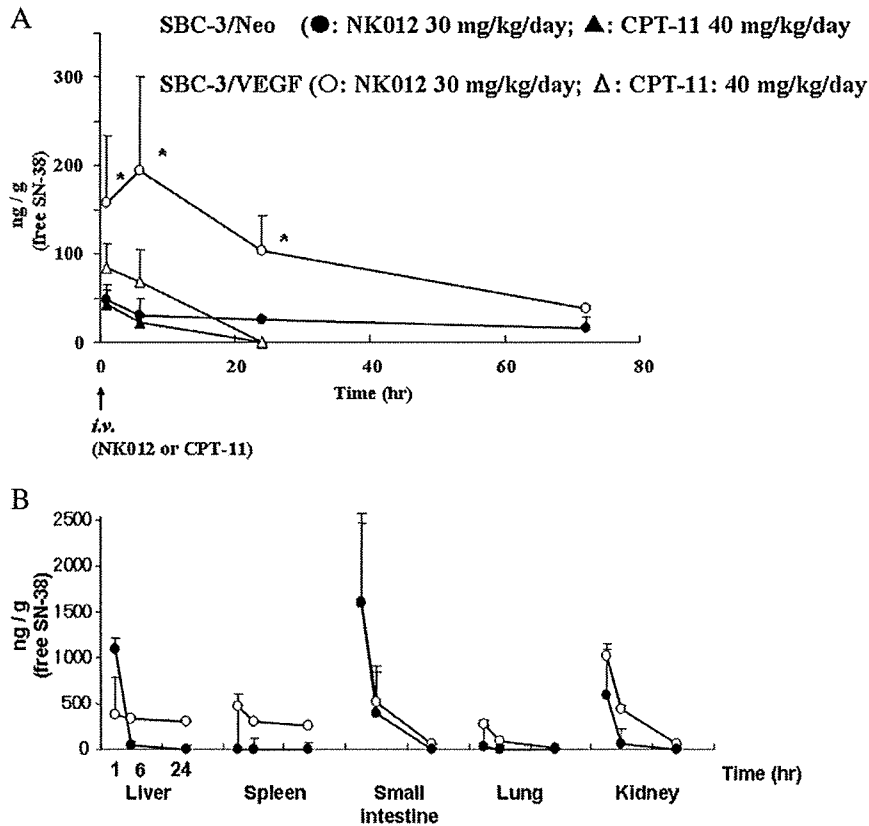 A
SBC-3/Neo (●: NK012 30 mg/kg/day; ▲: CPT-11 40 mg/kg/day
SBC-3/VEGF (○: NK012 30 mg/kg/day; Δ: CPT-11: 40 mg/kg/day
300
200
100
0
ng / g
(free SN-38)
*
*
*
0 20 40 60 80
Time (hr)
i.v.
(NK012 or CPT-11)
B
2500
2000
1500
1000
500
0
ng / g
(free SN-38)
1 6 24
Time (hr)
Liver Spleen Small intestine Lung Kidney